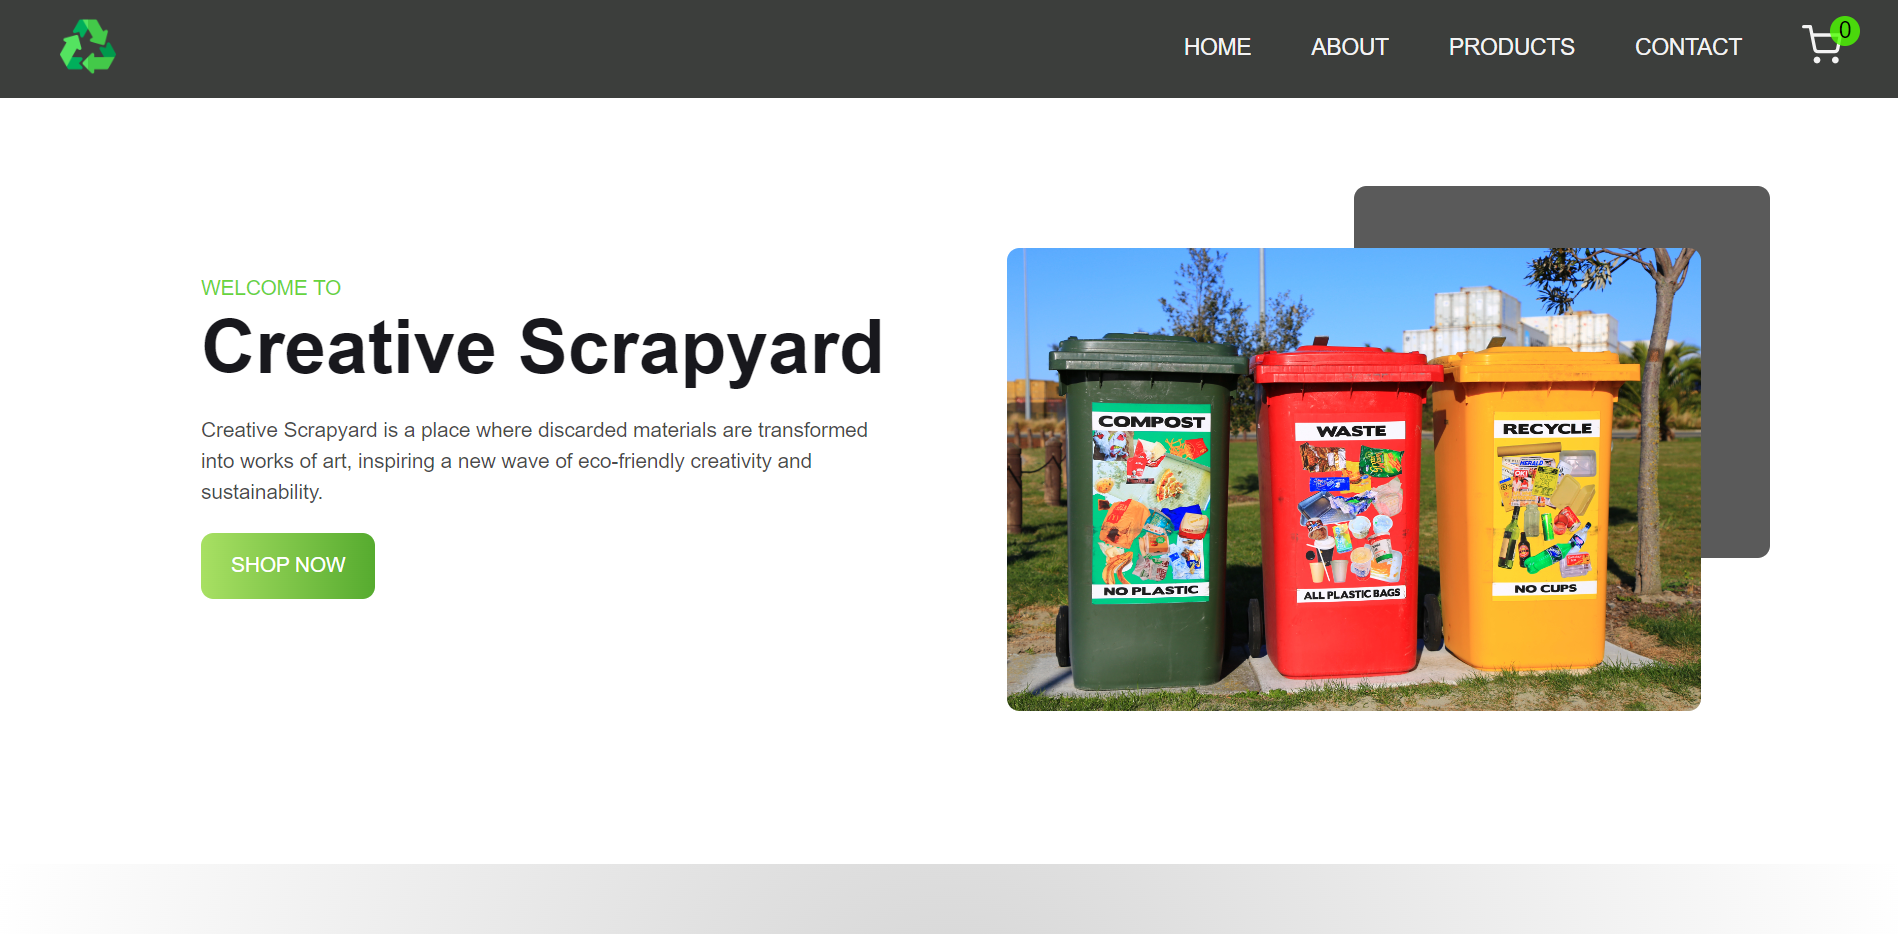 HOME
ABOUT
PRODUCTS
CONTACT
0
WELCOME TO
Creative Scrapyard
Creative Scrapyard is a place where discarded materials are transformed
into works of art, inspiring a new wave of eco-friendly creativity and
sustainability.
SHOP NOW
COMPOST
NO PLASTIC
WASTE
ALL PLASTIC BAGS
RECYCLE
HERALD
NO CUPS